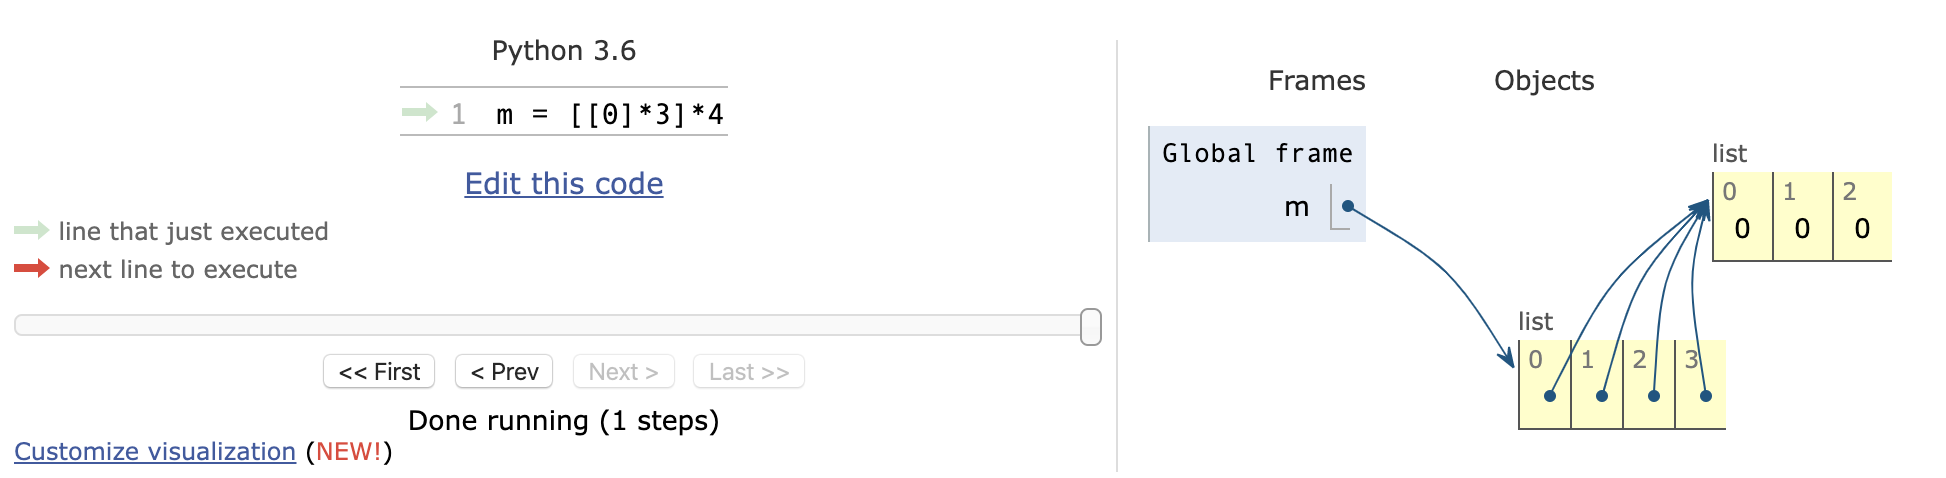 Python 3.6
1 m = [[0]*3]*4
Edit this code
line that just executed
next line to execute
<< First < Prev Next > Last >>
Done running (1 steps)
Customize visualization (NEW!)
Frames Objects
Global frame
m
list
0 1 2
0 0 0
list
0 1 2 3